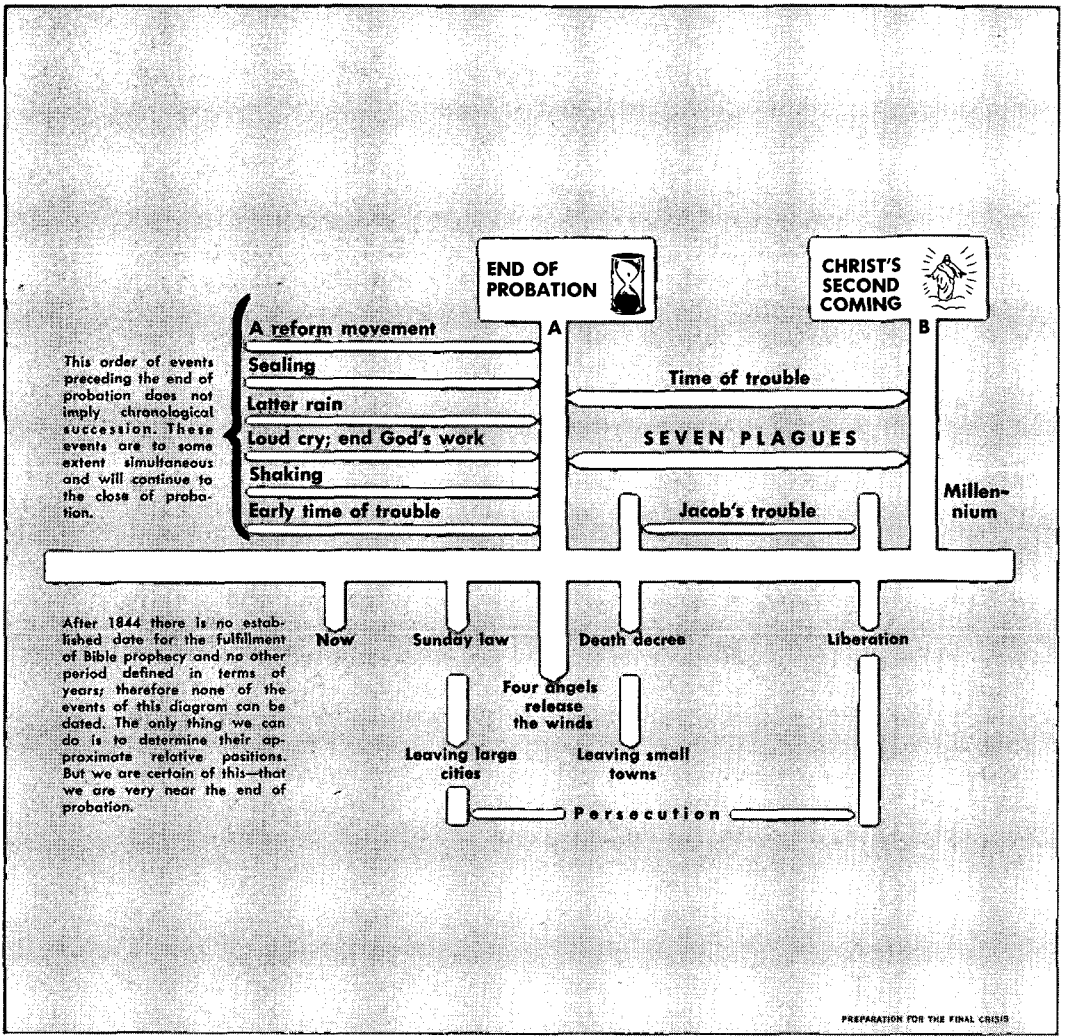 END OF
PROBATION
A
CHRIST'S
SECOND
COMING
B
A reform movement
Sealing
Latter rain
Loud cry; end God's work
Shaking
Early time of trouble
This order of events
preceding the end of
probation does not
imply chronological
succession. These
events are to some
extent simultaneous
and will continue to
the close of proba-
tion.
Time of trouble
SEVEN PLAGUES
Jacob's trouble
Millen-
nium
After 1844 there is no estab-
lished date for the fulfillment
of Bible prophecy and no other
period defined in terms of
years; therefore none of the
events of this diagram can be
dated. The only thing we can
do is to determine their ap-
proximate relative positions.
But we are certain of this—that
we are very near the end of
probation.
Now
Sunday law
Death decree
Liberation
Four angels
release
the winds
Leaving large
cities
Leaving small
towns
Persecution
PREPARATION FOR THE FINAL CRISIS